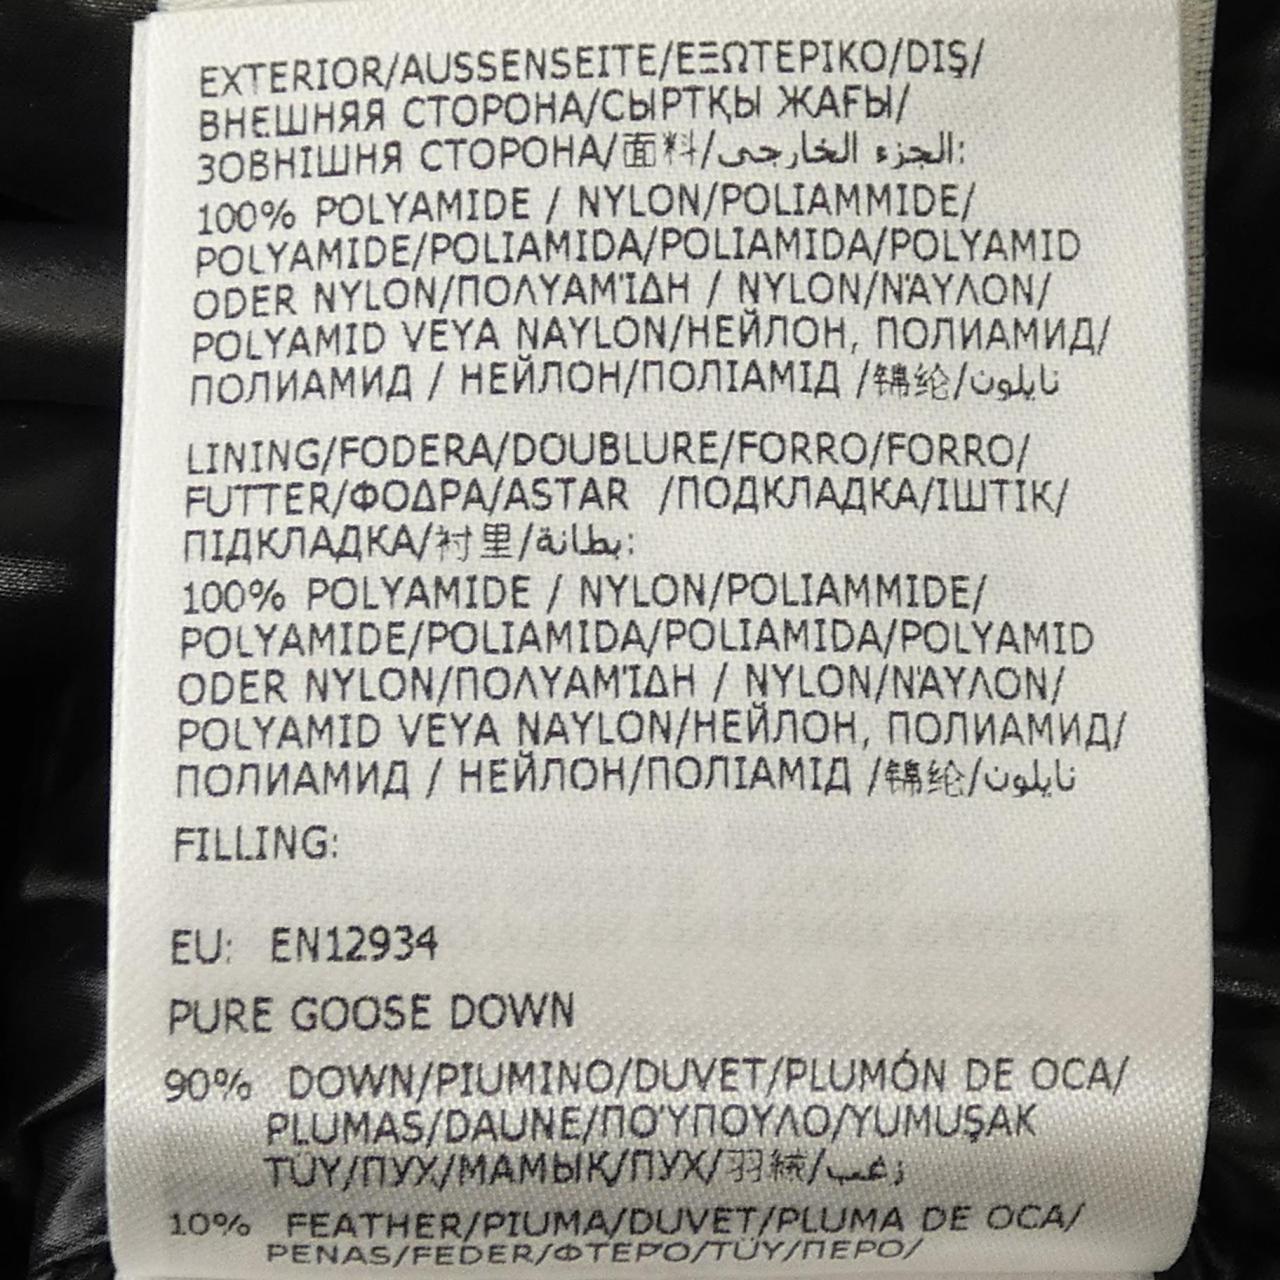 EXTERIOR/AUSSENSEITE/ΕΞΩΤΕΡΙΚΟ/DIŞ/
ВНЕШНЯЯ СТОРОНА/СЫРТҚЫ ЖАҒЫ/
ЗОВНІШНЯ СТОРОНА/面料/الجزء الخارجى:
100% POLYAMIDE / NYLON/POLIAMMIDE/
POLYAMIDE/POLIAMIDA/POLIAMIDA/POLYAMID
ODER NYLON/ΠΟΛΥΑΜΊΔΗ / NYLON/ΝΆΥΛΟΝ/
POLYAMID VEYA NAYLON/НЕЙЛОН, ПОЛИАМИД/
ПОЛИАМИД / НЕЙЛОН/ПОЛІАМІД /锦纶/نايلون
LINING/FODERA/DOUBLURE/FORRO/FORRO/
FUTTER/ΦΟΔΡΑ/ASTAR /ПОДКЛАДКА/ІШТІК/
ПІДКЛАДКА/衬里/بطانة:
100% POLYAMIDE / NYLON/POLIAMMIDE/
POLYAMIDE/POLIAMIDA/POLIAMIDA/POLYAMID
ODER NYLON/ΠΟΛΥΑΜΊΔΗ / NYLON/ΝΆΥΛΟΝ/
POLYAMID VEYA NAYLON/НЕЙЛОН, ПОЛИАМИД/
ПОЛИАМИД / НЕЙЛОН/ПОЛІАМІД /锦纶/نايلون
FILLING:
EU: EN12934
PURE GOOSE DOWN
90% DOWN/PIUMINO/DUVET/PLUMÓN DE OCA/
PLUMAS/DAUNE/ΠΟΎΠΟΥΛΟ/YUMUŞAK
TÜY/ПУХ/МАМЫҚ/ПУХ/羽绒/زغب
10% FEATHER/PIUMA/DUVET/PLUMA DE OCA/
PENAS/FEDER/ΦΤΕΡΌ/TÜY/ПЕРО/